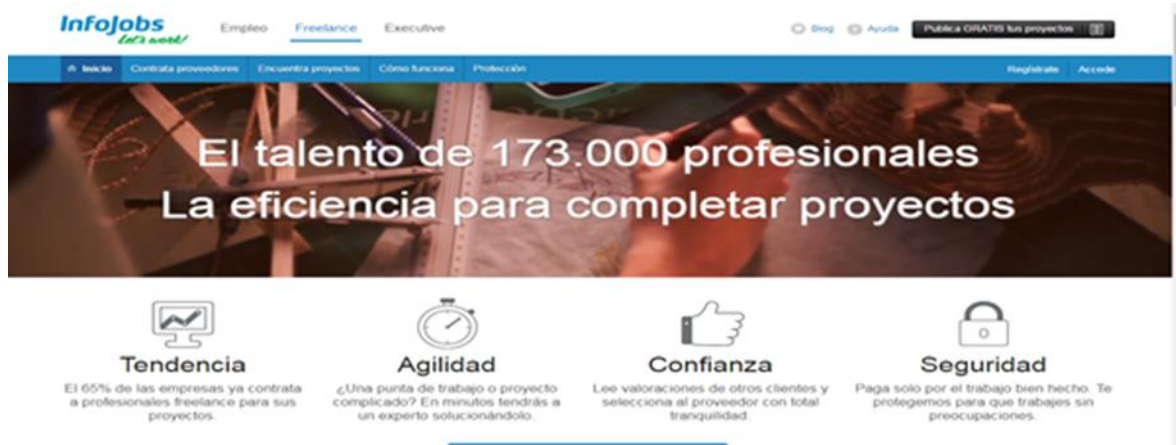 InfoJobs
Let's work!
Empleo Freelance Executive
Blog Ayuda Publica GRATIS tus proyectos
Inicio Contrata proveedores Encuentra proyectos Cómo funciona Protección Regístrate Accede
El talento de 173.000 profesionales
La eficiencia para completar proyectos
Tendencia
El 65% de las empresas ya contrata
a profesionales freelance para sus
proyectos.
Agilidad
¿Una punta de trabajo o proyecto
complicado? En minutos tendrás a
un experto solucionándolo.
Confianza
Lee valoraciones de otros clientes y
selecciona al proveedor con total
tranquilidad.
Seguridad
Paga solo por el trabajo bien hecho. Te
protegemos para que trabajes sin
preocupaciones.